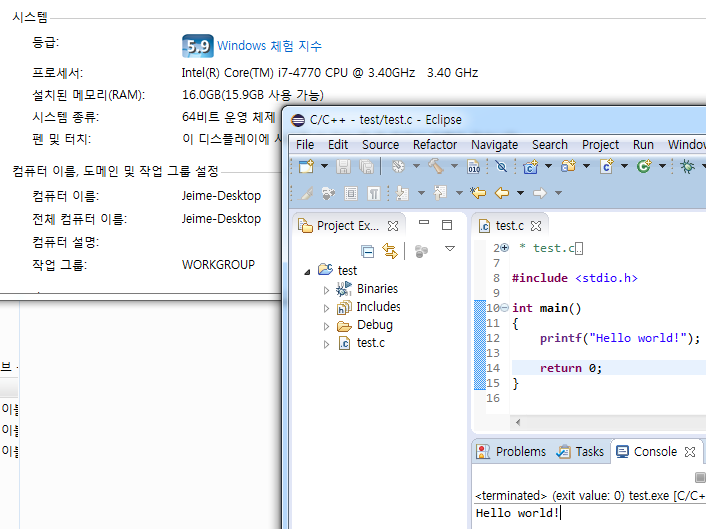 시스템
등급: 5.9 Windows 체험 지수
프로세서: Intel(R) Core(TM) i7-4770 CPU @ 3.40GHz 3.40 GHz
설치된 메모리(RAM): 16.0GB(15.9GB 사용 가능)
시스템 종류: 64비트 운영 체제
펜 및 터치: 이 디스플레이에
컴퓨터 이름, 도메인 및 작업 그룹 설정
컴퓨터 이름: Jeime-Desktop
전체 컴퓨터 이름: Jeime-Desktop
컴퓨터 설명:
작업 그룹: WORKGROUP
브
이블
이블
이블
C/C++ - test/test.c - Eclipse
File Edit Source Refactor Navigate Search Project Run Window
010
Project Ex...
test
Binaries
Includes
Debug
test.c
test.c
2 * test.c
7
8 #include <stdio.h>
9
10 int main()
11 {
12 printf("Hello world!");
13
14 return 0;
15 }
16
Problems Tasks Console
<terminated> (exit value: 0) test.exe [C/C+
Hello world!